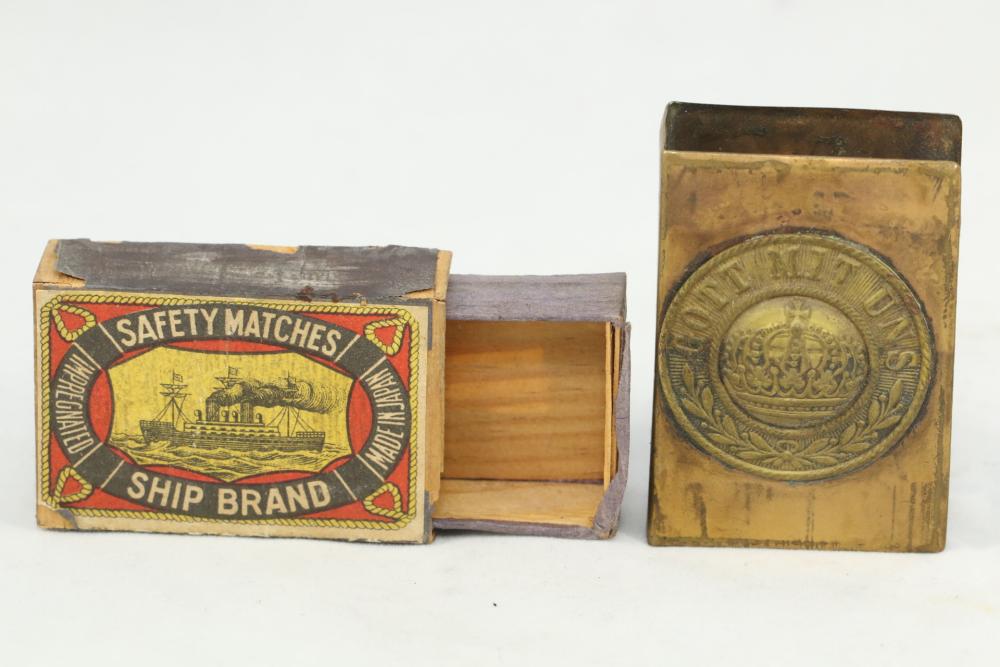 SAFETY MATCHES
IMPREGNATED
MADE IN JAPAN
SHIP BRAND
GOTT MIT UNS